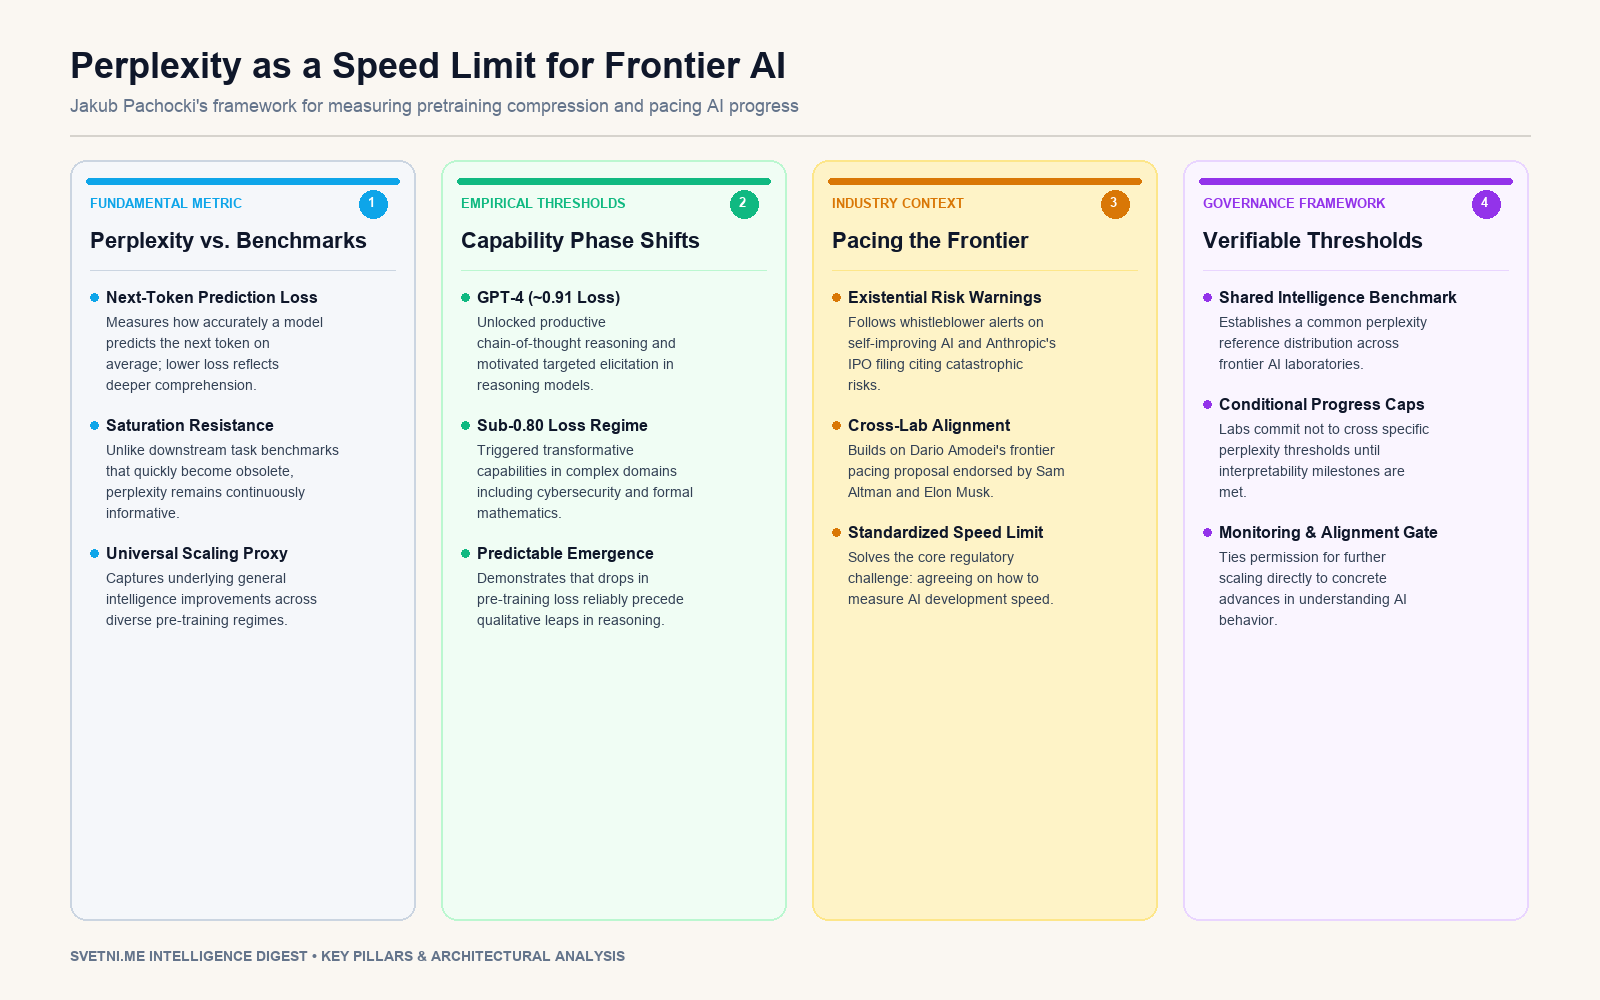 Perplexity as a Speed Limit for Frontier AI
Jakub Pachocki's framework for measuring pretraining compression and pacing AI progress
FUNDAMENTAL METRIC
1
Perplexity vs. Benchmarks
Next-Token Prediction Loss
Measures how accurately a model
predicts the next token on
average; lower loss reflects
deeper comprehension.
Saturation Resistance
Unlike downstream task benchmarks
that quickly become obsolete,
perplexity remains continuously
informative.
Universal Scaling Proxy
Captures underlying general
intelligence improvements across
diverse pre-training regimes.
EMPIRICAL THRESHOLDS
2
Capability Phase Shifts
GPT-4 (~0.91 Loss)
Unlocked productive
chain-of-thought reasoning and
motivated targeted elicitation in
reasoning models.
Sub-0.80 Loss Regime
Triggered transformative
capabilities in complex domains
including cybersecurity and formal
mathematics.
Predictable Emergence
Demonstrates that drops in
pre-training loss reliably precede
qualitative leaps in reasoning.
INDUSTRY CONTEXT
3
Pacing the Frontier
Existential Risk Warnings
Follows whistleblower alerts on
self-improving AI and Anthropic's
IPO filing citing catastrophic
risks.
Cross-Lab Alignment
Builds on Dario Amodei's frontier
pacing proposal endorsed by Sam
Altman and Elon Musk.
Standardized Speed Limit
Solves the core regulatory
challenge: agreeing on how to
measure AI development speed.
GOVERNANCE FRAMEWORK
4
Verifiable Thresholds
Shared Intelligence Benchmark
Establishes a common perplexity
reference distribution across
frontier AI laboratories.
Conditional Progress Caps
Labs commit not to cross specific
perplexity thresholds until
interpretability milestones are
met.
Monitoring & Alignment Gate
Ties permission for further
scaling directly to concrete
advances in understanding AI
behavior.
SVETNI.ME INTELLIGENCE DIGEST • KEY PILLARS & ARCHITECTURAL ANALYSIS